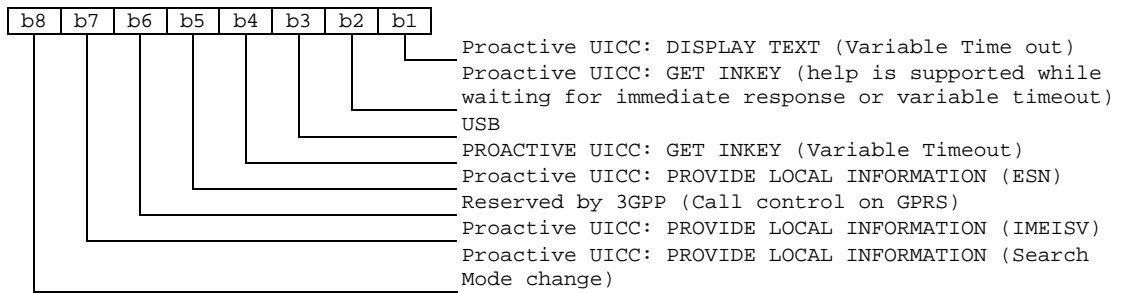 b8 b7 b6 b5 b4 b3 b2 b1
Proactive UICC: DISPLAY TEXT (Variable Time out)
Proactive UICC: GET INKEY (help is supported while
waiting for immediate response or variable timeout)
USB
PROACTIVE UICC: GET INKEY (Variable Timeout)
Proactive UICC: PROVIDE LOCAL INFORMATION (ESN)
Reserved by 3GPP (Call control on GPRS)
Proactive UICC: PROVIDE LOCAL INFORMATION (IMEISV)
Proactive UICC: PROVIDE LOCAL INFORMATION (Search
Mode change)